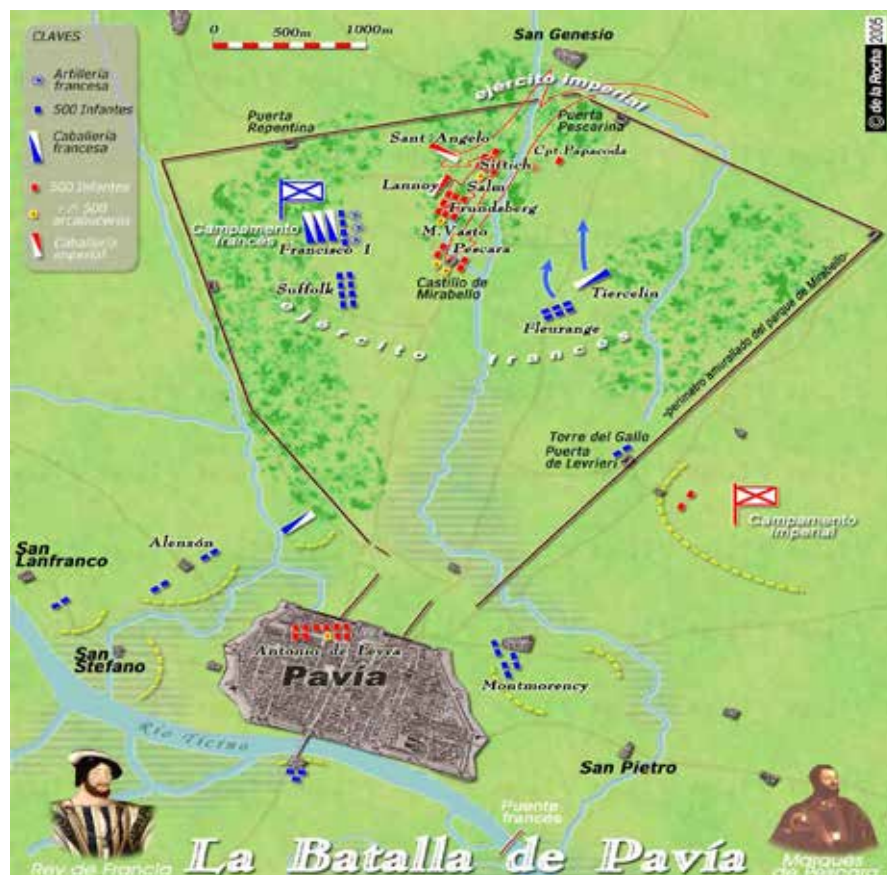 CLAVES
Artillería
francesa
500 Infantes
Caballería
francesa
500 Infantes
500
arcabuceros
Caballería
imperial
0 500m 1000m
San Genesio
© de la Rocha 2005
ejército imperial
Puerta
Repentina
Puerta
Pescarina
Sant Angelo
Cpt. Papacoda
Sittich
Lannoy
Salm
Frundsberg
M. Vasto
Pescara
Castillo de
Mirabello
Campamento
francés
Francisco I
Suffolk
Tiercelin
Fleurange
ejército francés
-perímetro amurallado del parque de Mirabello-
Torre del Gallo
Puerta
de Levrieri
Campamento
Imperial
San
Lanfranco
Alensón
San
Stefano
Antonio de Leyva
Pavía
Montmorency
Río Ticino
San Pietro
Puente
francés
Rey de Francia
La Batalla de Pavía
Marqués
de Pescara